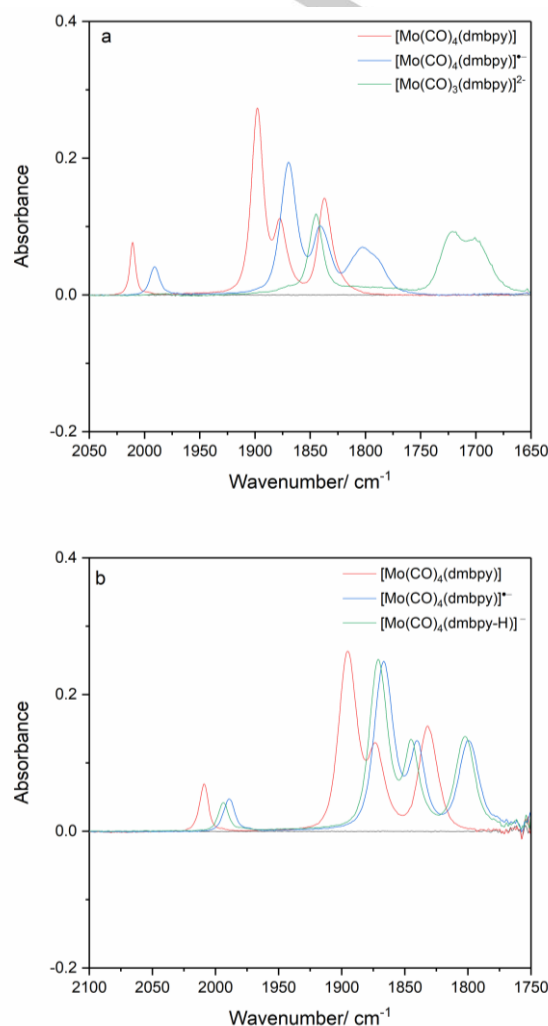 a
[Mo(CO)₄(dmbpy)]
[Mo(CO)₄(dmbpy)]•−
[Mo(CO)₃(dmbpy)]²⁻
0.4
0.2
0.0
-0.2
Absorbance
2050 2000 1950 1900 1850 1800 1750 1700 1650
Wavenumber/ cm⁻¹
b
[Mo(CO)₄(dmbpy)]
[Mo(CO)₄(dmbpy)]•−
[Mo(CO)₄(dmbpy-H)]⁻
0.4
0.2
0.0
-0.2
Absorbance
2100 2050 2000 1950 1900 1850 1800 1750
Wavenumber/ cm⁻¹